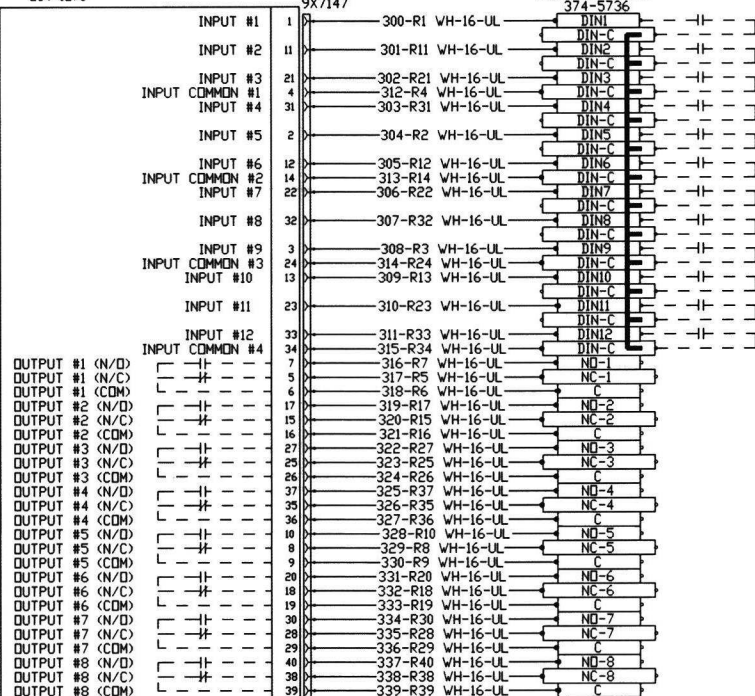 9X7147
374-5736
INPUT #1 1 300-R1 WH-16-UL DIN1
DIN-C
INPUT #2 11 301-R11 WH-16-UL DIN2
DIN-C
INPUT #3 21 302-R21 WH-16-UL DIN3
INPUT COMMON #1 4 312-R4 WH-16-UL DIN-C
INPUT #4 31 303-R31 WH-16-UL DIN4
DIN-C
INPUT #5 2 304-R2 WH-16-UL DIN5
DIN-C
INPUT #6 12 305-R12 WH-16-UL DIN6
INPUT COMMON #2 14 313-R14 WH-16-UL DIN-C
INPUT #7 22 306-R22 WH-16-UL DIN7
DIN-C
INPUT #8 32 307-R32 WH-16-UL DIN8
DIN-C
INPUT #9 3 308-R3 WH-16-UL DIN9
INPUT COMMON #3 24 314-R24 WH-16-UL DIN-C
INPUT #10 13 309-R13 WH-16-UL DIN10
DIN-C
INPUT #11 23 310-R23 WH-16-UL DIN11
DIN-C
INPUT #12 33 311-R33 WH-16-UL DIN12
INPUT COMMON #4 34 315-R34 WH-16-UL DIN-C
OUTPUT #1 (N/O) 7 316-R7 WH-16-UL NO-1
OUTPUT #1 (N/C) 5 317-R5 WH-16-UL NC-1
OUTPUT #1 (COM) 6 318-R6 WH-16-UL C
OUTPUT #2 (N/O) 17 319-R17 WH-16-UL NO-2
OUTPUT #2 (N/C) 15 320-R15 WH-16-UL NC-2
OUTPUT #2 (COM) 16 321-R16 WH-16-UL C
OUTPUT #3 (N/O) 27 322-R27 WH-16-UL NO-3
OUTPUT #3 (N/C) 25 323-R25 WH-16-UL NC-3
OUTPUT #3 (COM) 26 324-R26 WH-16-UL C
OUTPUT #4 (N/O) 37 325-R37 WH-16-UL NO-4
OUTPUT #4 (N/C) 35 326-R35 WH-16-UL NC-4
OUTPUT #4 (COM) 36 327-R36 WH-16-UL C
OUTPUT #5 (N/O) 10 328-R10 WH-16-UL NO-5
OUTPUT #5 (N/C) 8 329-R8 WH-16-UL NC-5
OUTPUT #5 (COM) 9 330-R9 WH-16-UL C
OUTPUT #6 (N/O) 20 331-R20 WH-16-UL NO-6
OUTPUT #6 (N/C) 18 332-R18 WH-16-UL NC-6
OUTPUT #6 (COM) 19 333-R19 WH-16-UL C
OUTPUT #7 (N/O) 30 334-R30 WH-16-UL NO-7
OUTPUT #7 (N/C) 28 335-R28 WH-16-UL NC-7
OUTPUT #7 (COM) 29 336-R29 WH-16-UL C
OUTPUT #8 (N/O) 40 337-R40 WH-16-UL NO-8
OUTPUT #8 (N/C) 38 338-R38 WH-16-UL NC-8
OUTPUT #8 (COM) 39 339-R39 WH-16-UL C